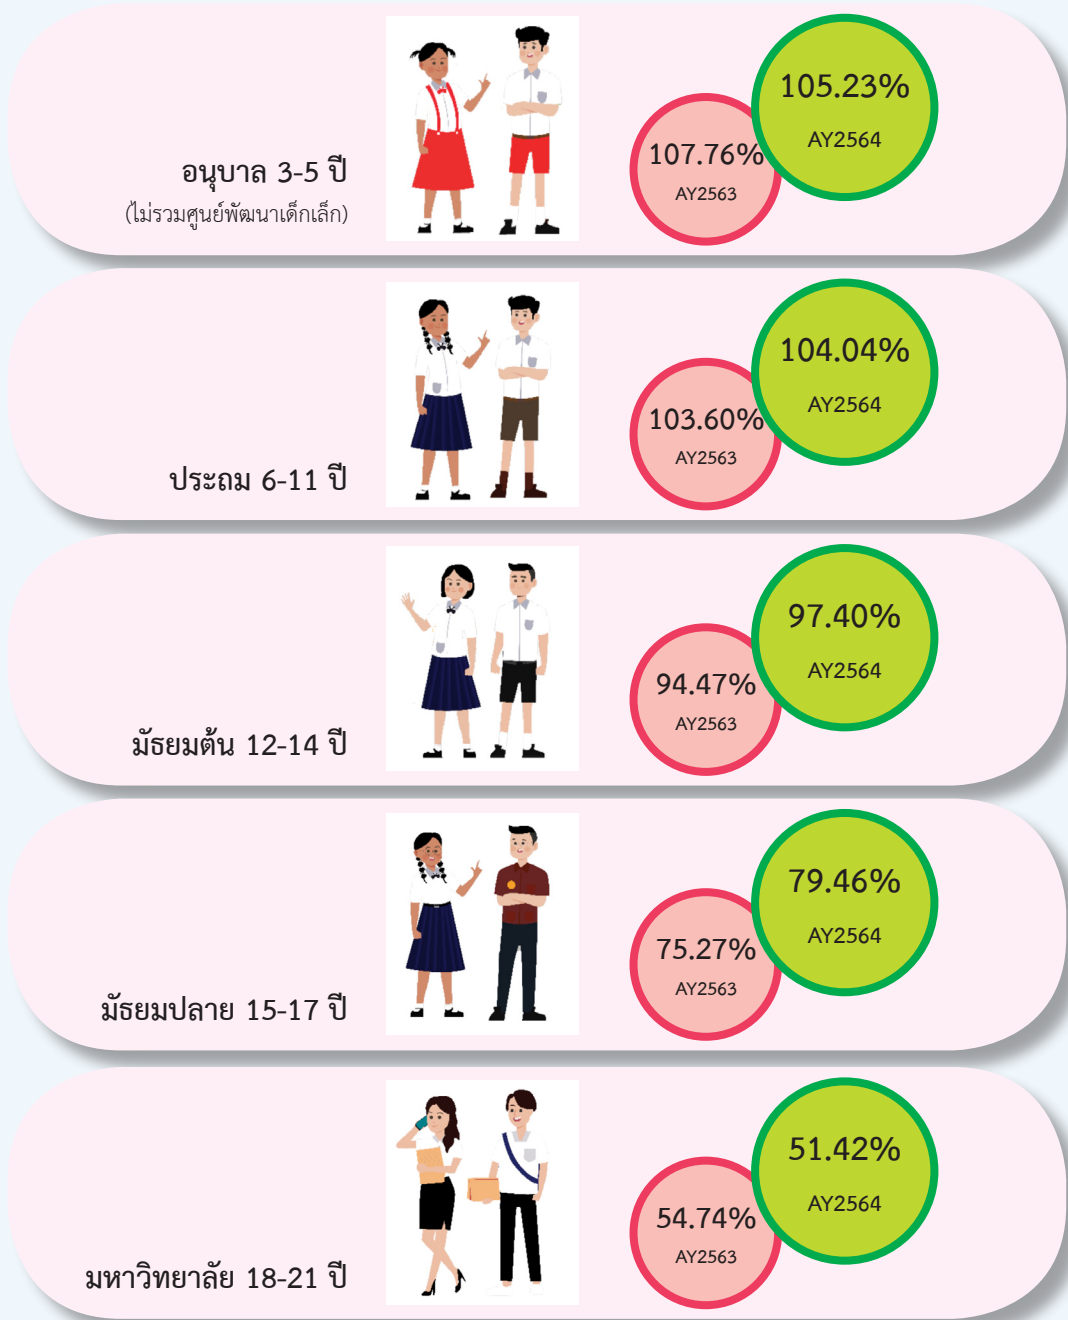 105.23%
AY2564
107.76%
AY2563
อนุบาล 3-5 ปี
(ไม่รวมศูนย์พัฒนาเด็กเล็ก)
104.04%
AY2564
103.60%
AY2563
ประถม 6-11 ปี
97.40%
AY2564
94.47%
AY2563
มัธยมต้น 12-14 ปี
79.46%
AY2564
75.27%
AY2563
มัธยมปลาย 15-17 ปี
51.42%
AY2564
54.74%
AY2563
มหาวิทยาลัย 18-21 ปี